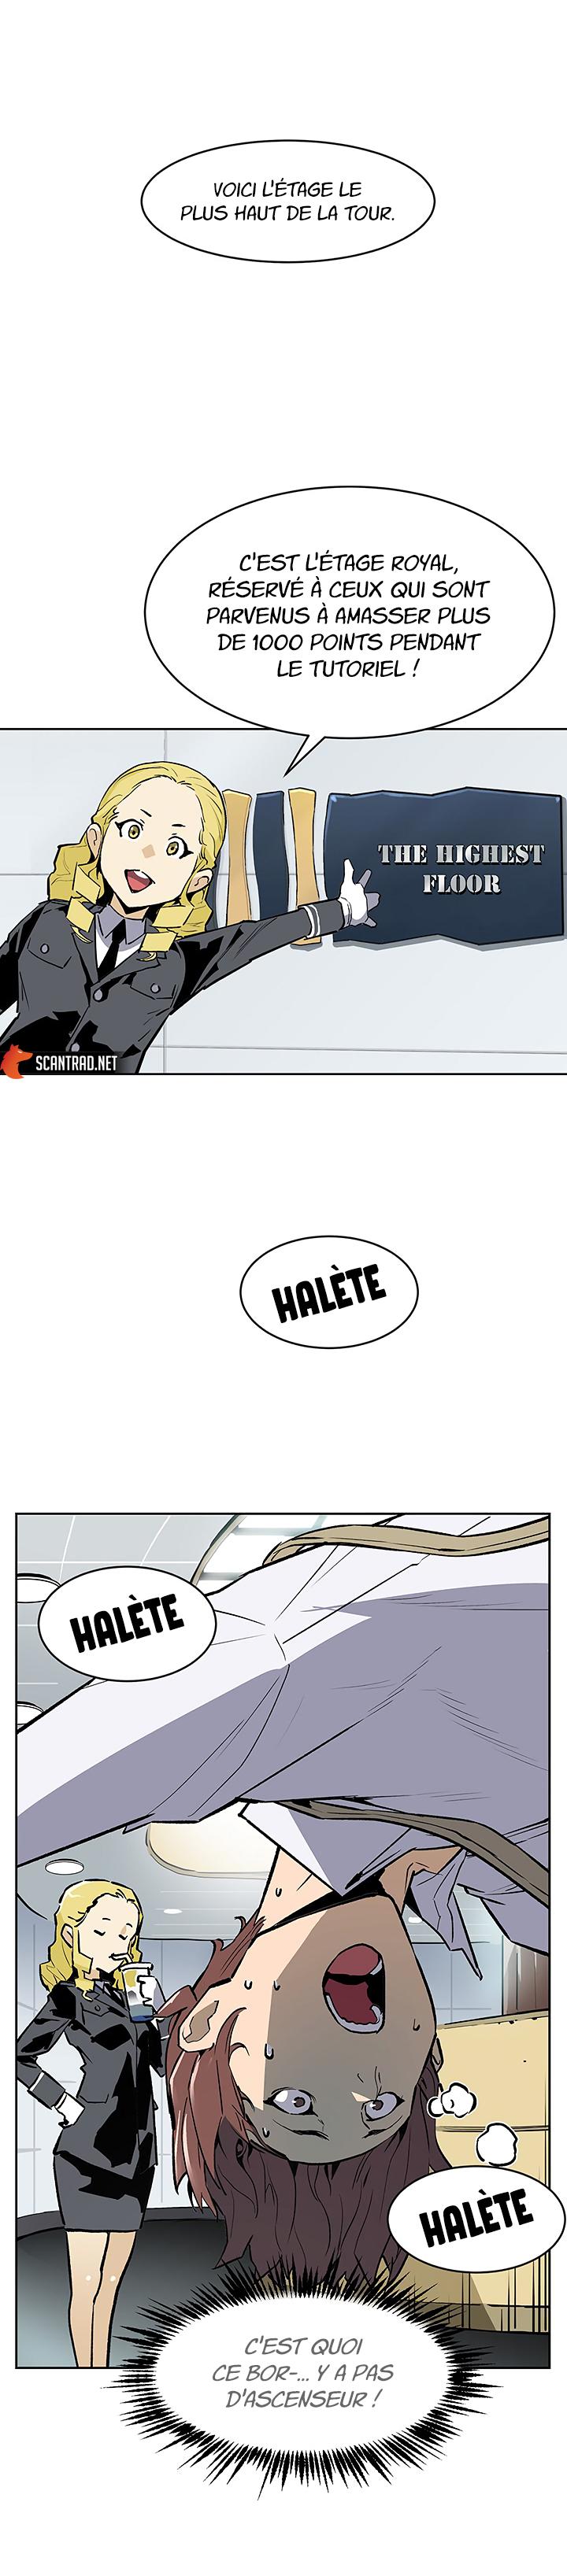 VOICI L'ÉTAGE LE
PLUS HAUT DE LA TOUR.
C'EST L'ÉTAGE ROYAL,
RÉSERVÉ À CEUX QUI SONT
PARVENUS À AMASSER PLUS
DE 1000 POINTS PENDANT
LE TUTORIEL !
THE HIGHEST
FLOOR
SCANTRAD.NET
HALÈTE
HALÈTE
HALÈTE
C'EST QUOI
CE BOR-... Y A PAS
D'ASCENSEUR !